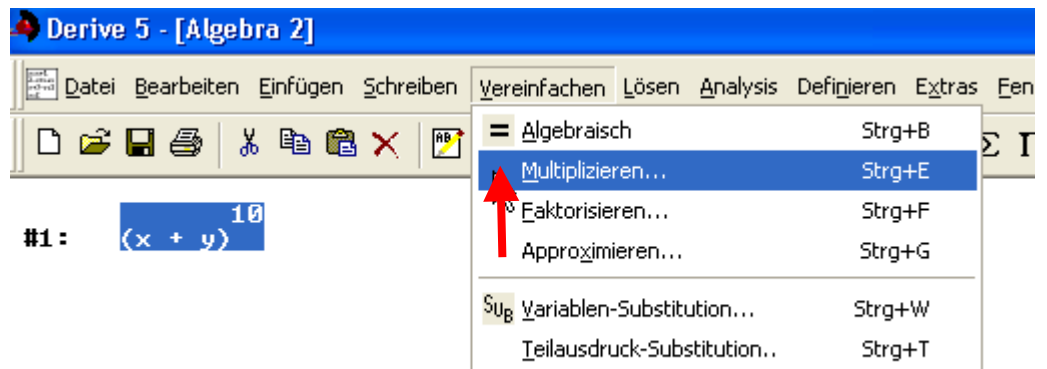 Derive 5 - [Algebra 2]
Datei Bearbeiten Einfügen Schreiben Vereinfachen Lösen Analysis Definieren Extras Fen
= Algebraisch Strg+B
Σ
Multiplizieren... Strg+E
Faktorisieren... Strg+F
Approximieren... Strg+G
SUB Variablen-Substitution... Strg+W
Teilausdruck-Substitution.. Strg+T
#1: (x + y)^10